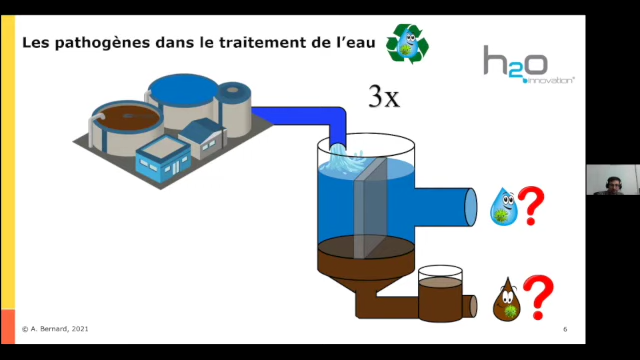 Les pathogènes dans le traitement de l'eau
h2o
innovation
3x
?
?
© A. Bernard, 2021
6